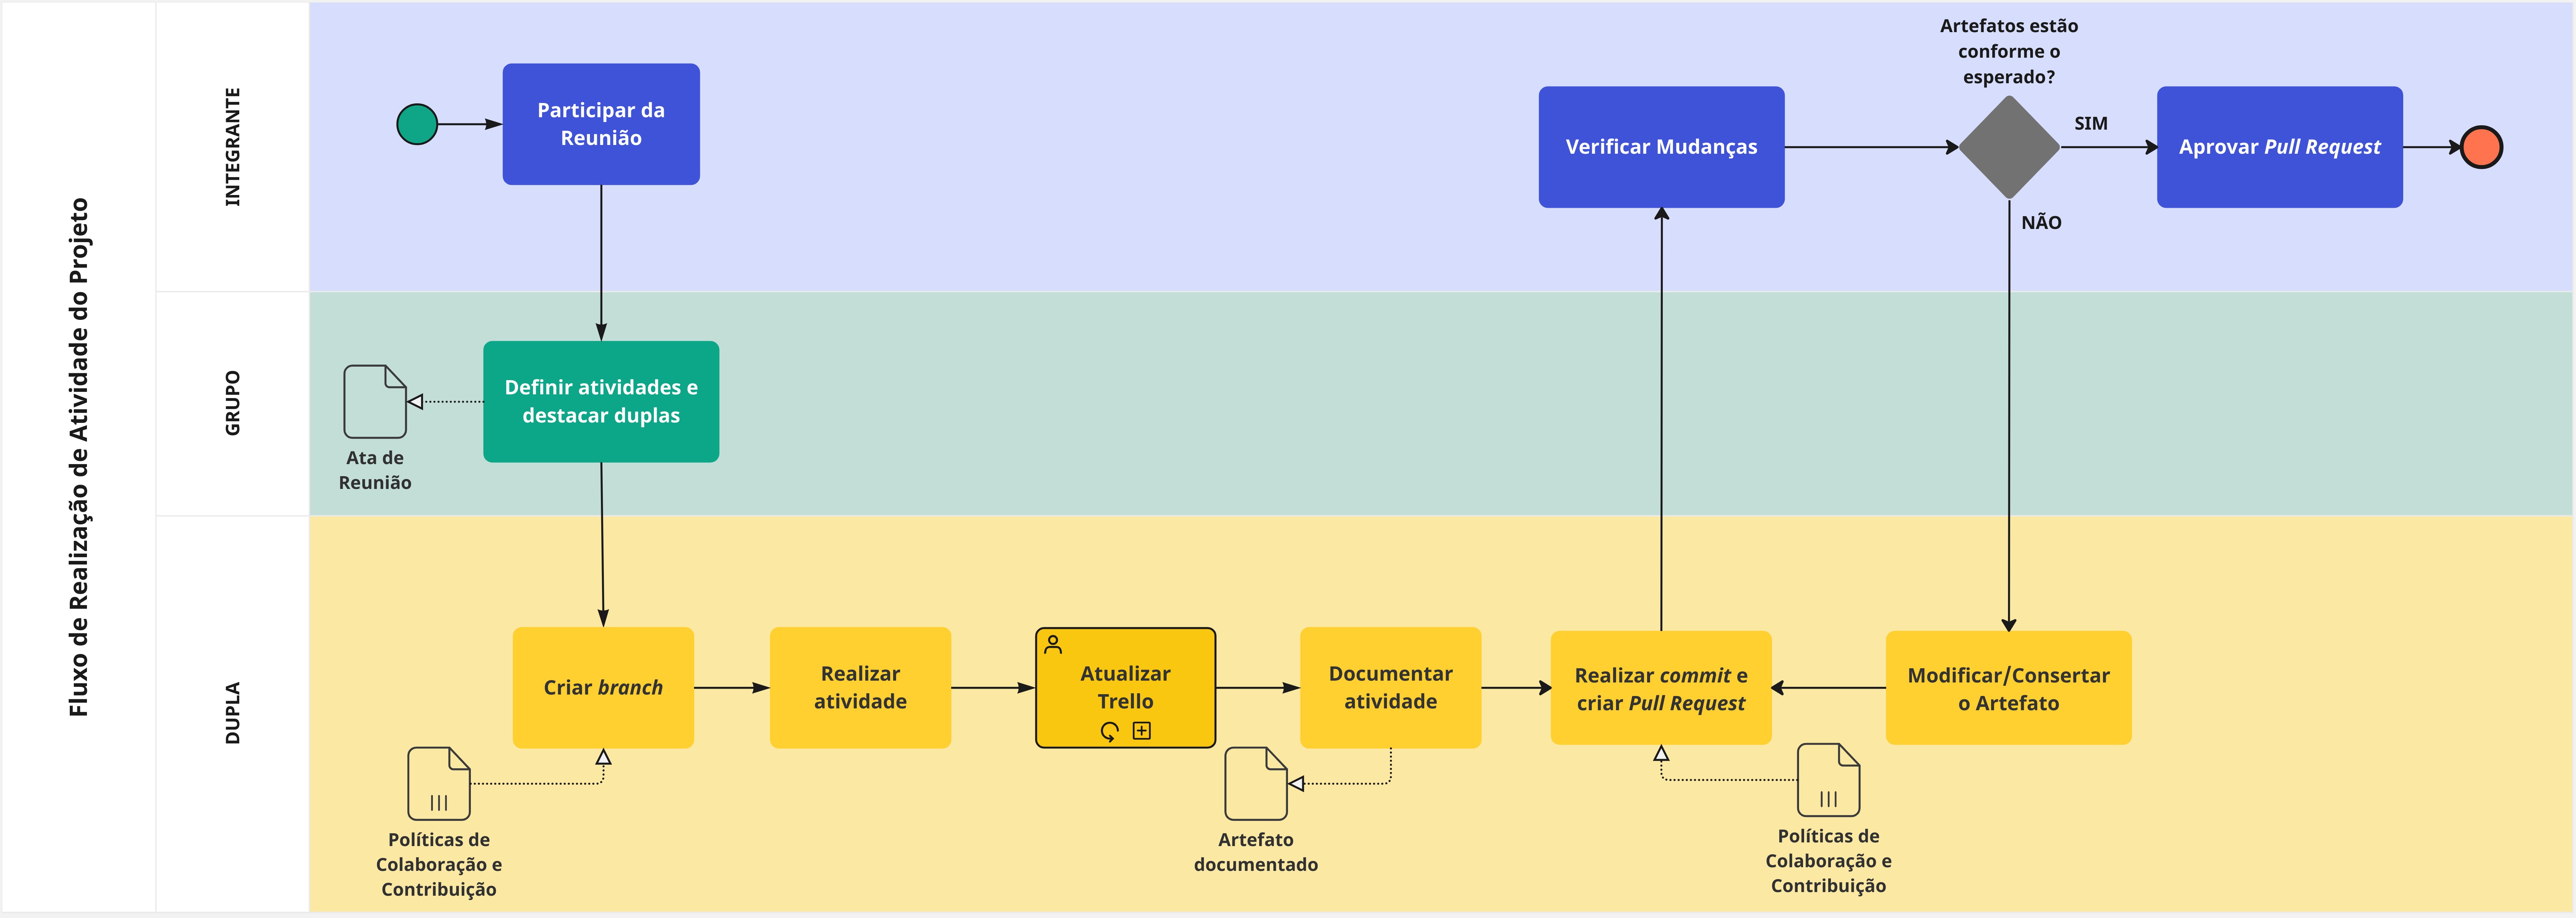 Fluxo de Realização de Atividade do Projeto
INTEGRANTE
Participar da
Reunião
Verificar Mudanças
Artefatos estão
conforme o
esperado?
SIM
NÃO
Aprovar Pull Request
GRUPO
Definir atividades e
destacar duplas
Ata de
Reunião
DUPLA
Criar branch
Realizar
atividade
Atualizar
Trello
Documentar
atividade
Realizar commit e
criar Pull Request
Modificar/Consertar
o Artefato
Políticas de
Colaboração e
Contribuição
Artefato
documentado
Políticas de
Colaboração e
Contribuição